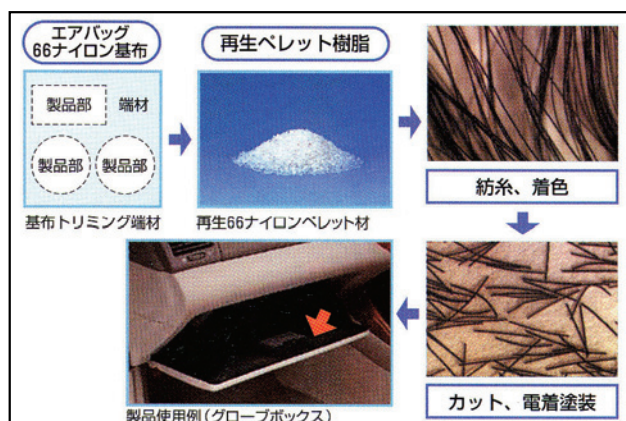 エアバッグ
66ナイロン基布
製品部
端材
製品部
製品部
基布トリミング端材
再生ペレット樹脂
再生66ナイロンペレット材
紡糸、着色
カット、電着塗装
製品使用例(グローブボックス)